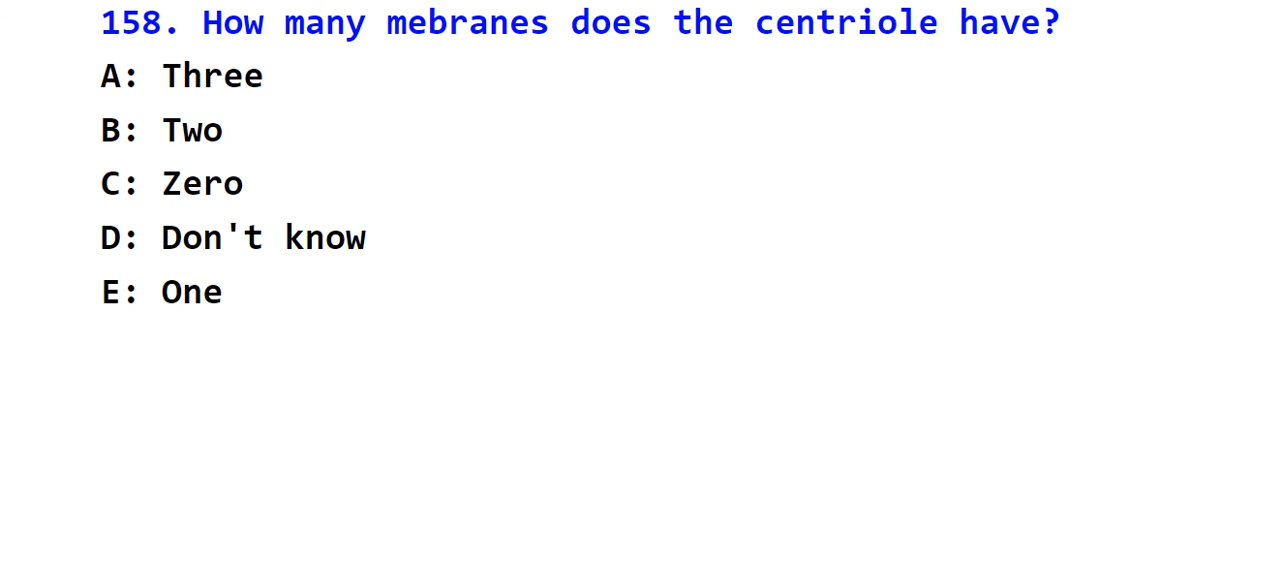 158. How many mebranes does the centriole have?
A: Three
B: Two
C: Zero
D: Don't know
E: One